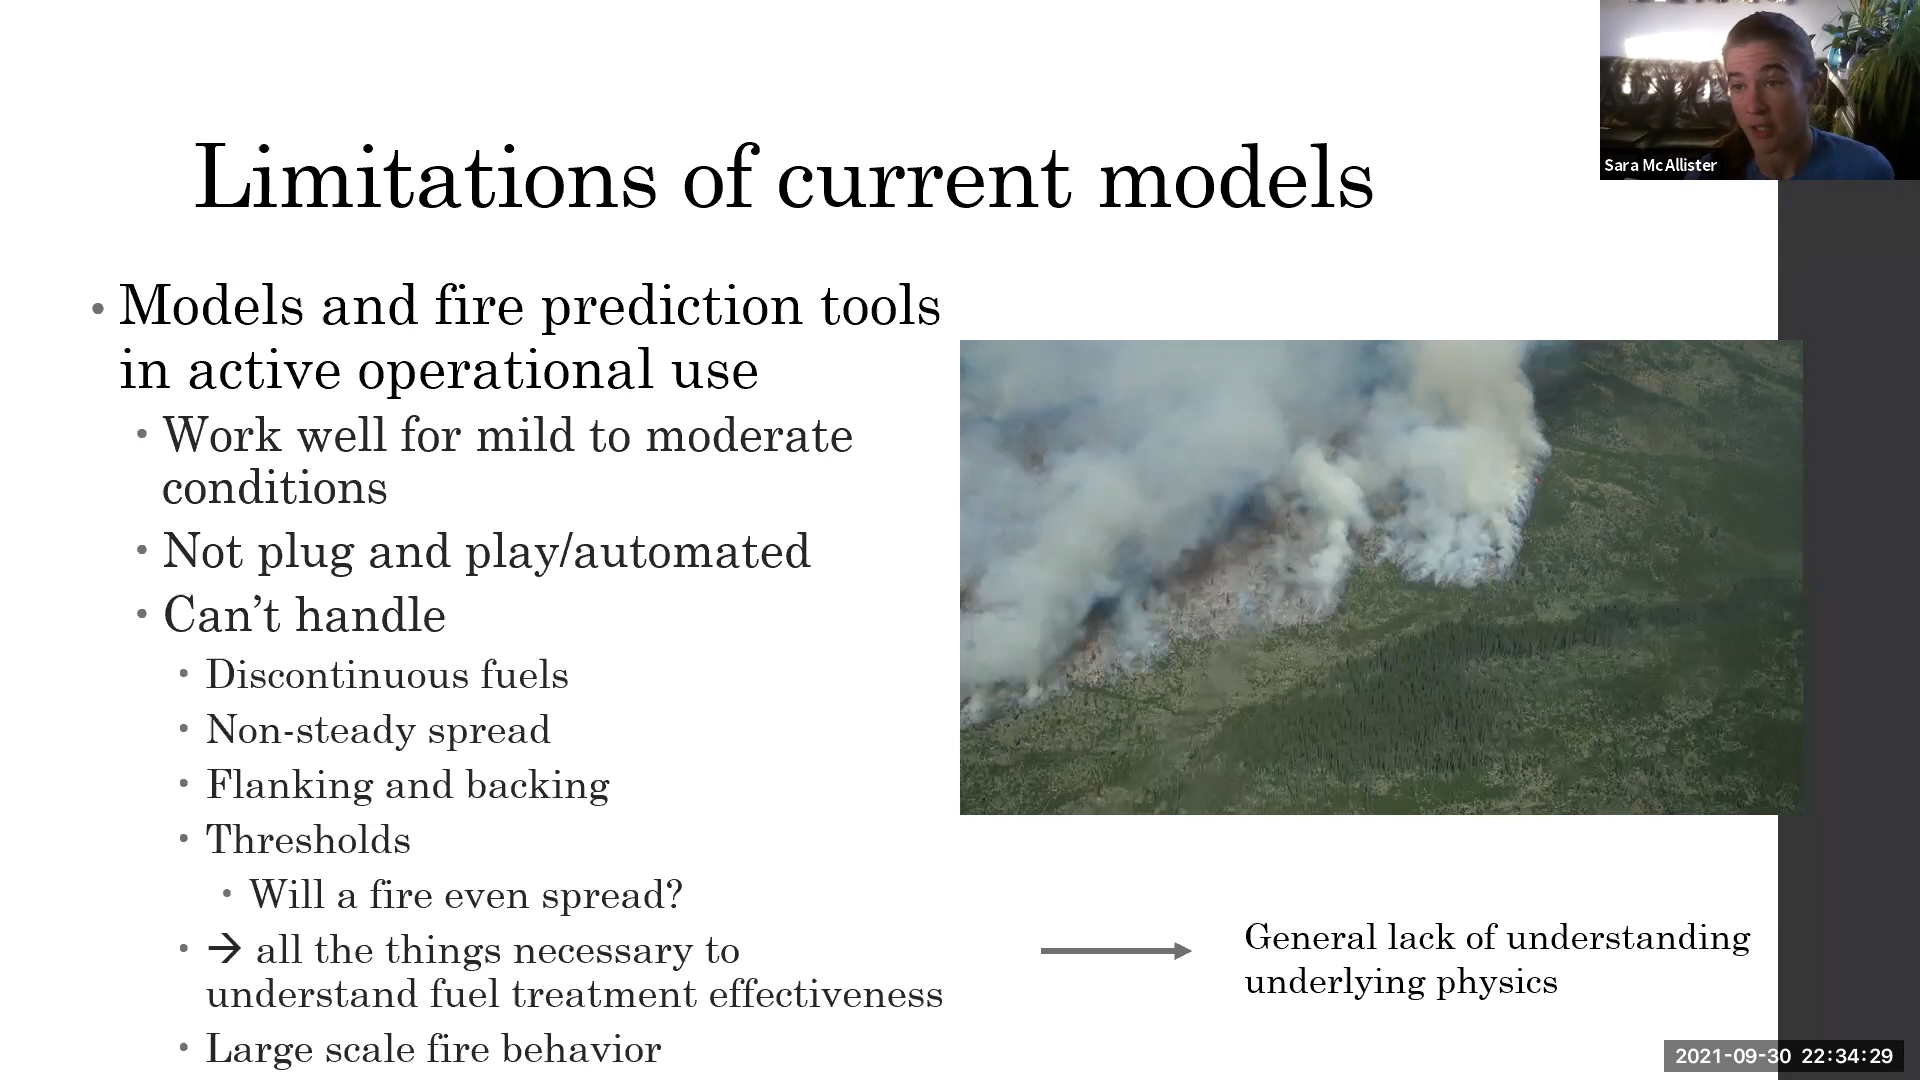 Sara McAllister
Limitations of current models
• Models and fire prediction tools
in active operational use
• Work well for mild to moderate
conditions
• Not plug and play/automated
• Can’t handle
• Discontinuous fuels
• Non-steady spread
• Flanking and backing
• Thresholds
• Will a fire even spread?
• → all the things necessary to
understand fuel treatment effectiveness
• Large scale fire behavior
General lack of understanding
underlying physics
2021-09-30 22:34:29